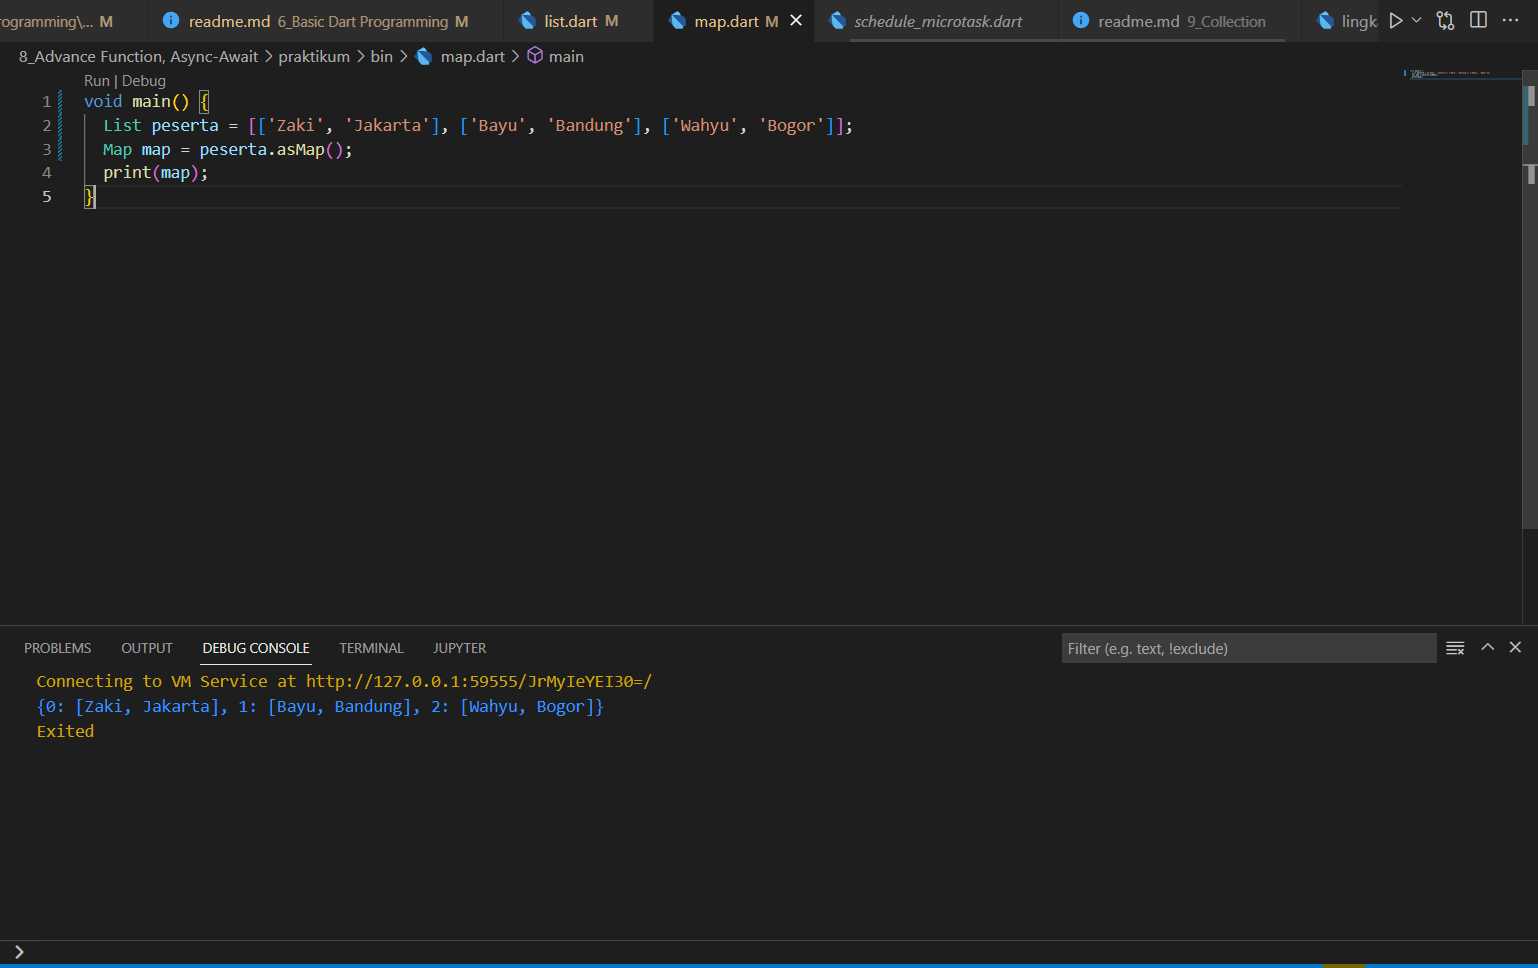 rogramming\... M readme.md 6_Basic Dart Programming M list.dart M map.dart M schedule_microtask.dart readme.md 9_Collection lingk
8_Advance Function, Async-Await > praktikum > bin > map.dart > main
Run | Debug
1 void main() {
2 List peserta = [['Zaki', 'Jakarta'], ['Bayu', 'Bandung'], ['Wahyu', 'Bogor']];
3 Map map = peserta.asMap();
4 print(map);
5 }
PROBLEMS OUTPUT DEBUG CONSOLE TERMINAL JUPYTER Filter (e.g. text, !exclude)
Connecting to VM Service at http://127.0.0.1:59555/JrMyIeYEI30=/
{0: [Zaki, Jakarta], 1: [Bayu, Bandung], 2: [Wahyu, Bogor]}
Exited